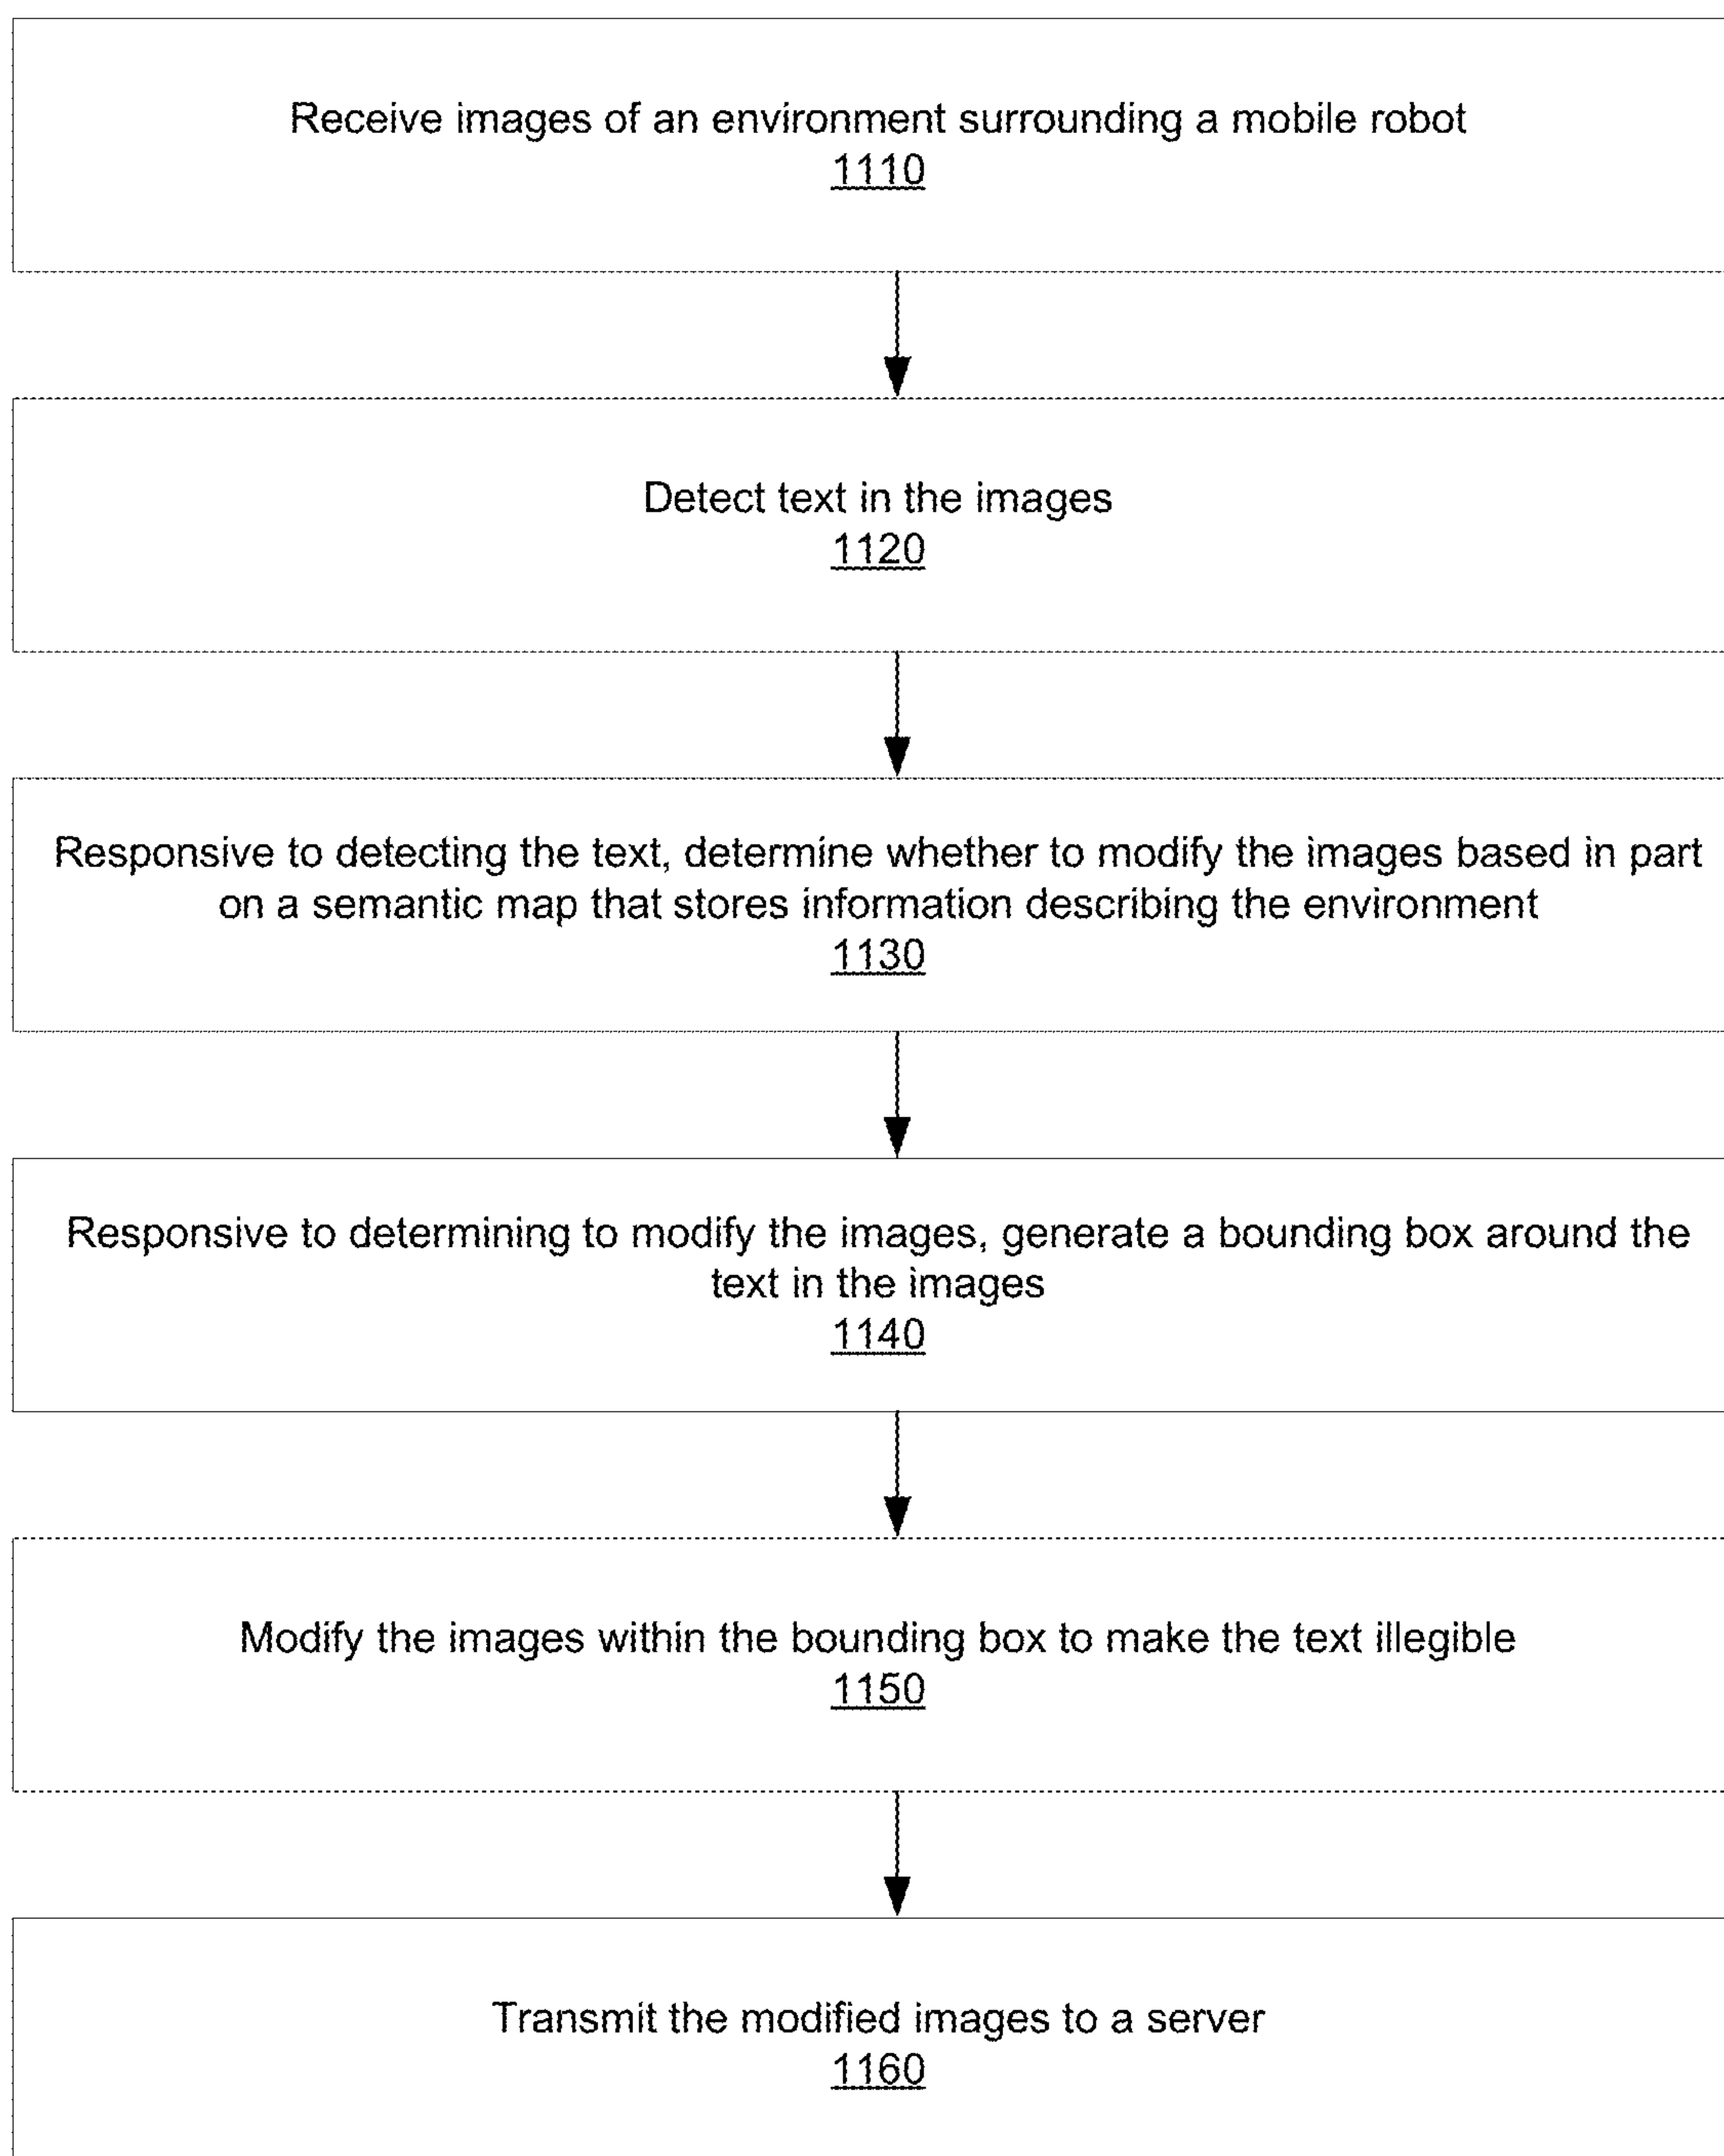 Receive images of an environment surrounding a mobile robot
1110
Detect text in the images
1120
Responsive to detecting the text, determine whether to modify the images based in part
on a semantic map that stores information describing the environment
1130
Responsive to determining to modify the images, generate a bounding box around the
text in the images
1140
Modify the images within the bounding box to make the text illegible
1150
Transmit the modified images to a server
1160